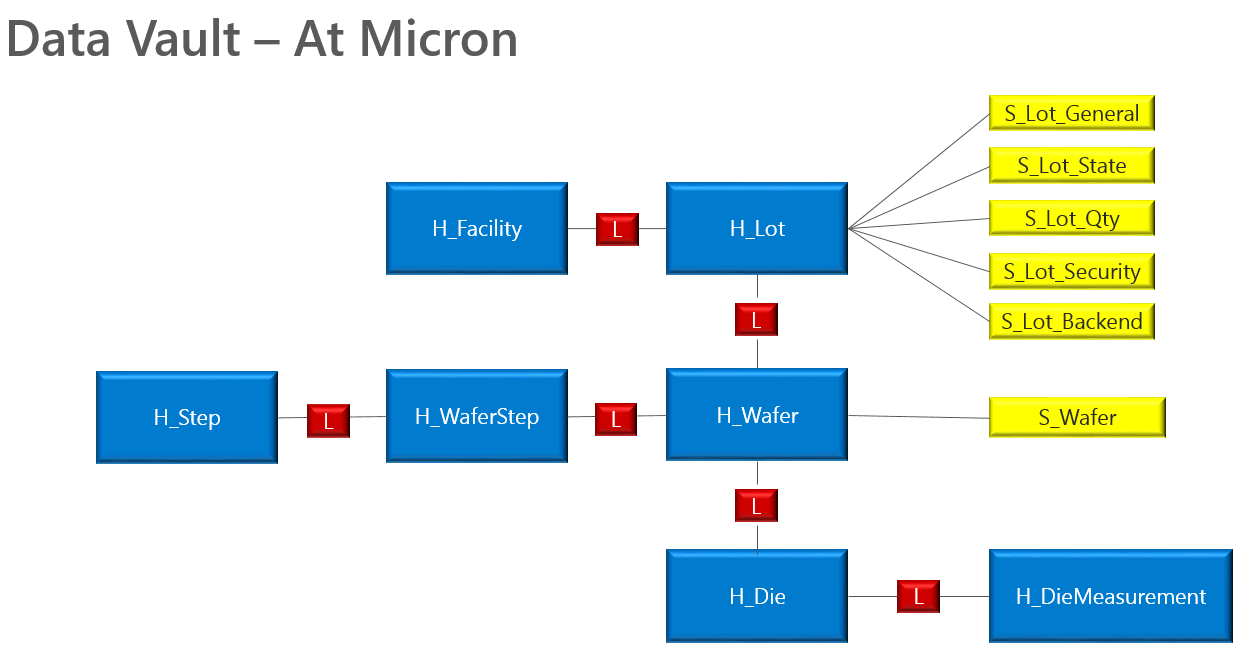 Data Vault – At Micron
S_Lot_General
S_Lot_State
H_Facility
L
H_Lot
S_Lot_Qty
S_Lot_Security
L
S_Lot_Backend
H_Step
L
H_WaferStep
L
H_Wafer
S_Wafer
L
H_Die
L
H_DieMeasurement